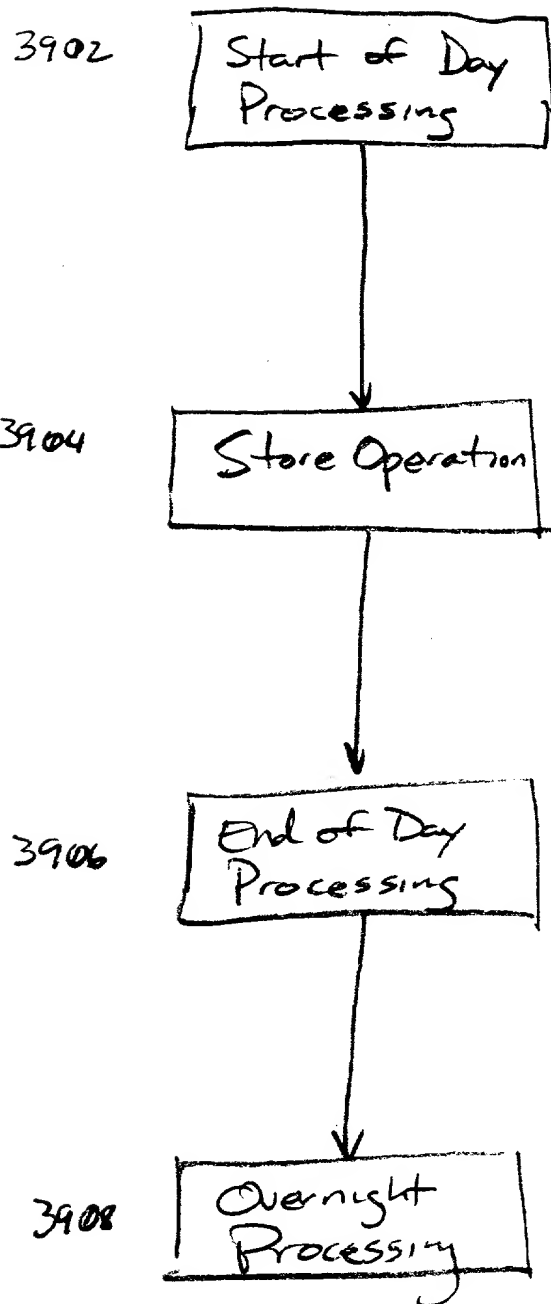 3902
Start of Day
Processing
3904
Store Operation
3906
End of Day
Processing
3908
Overnight
Processing